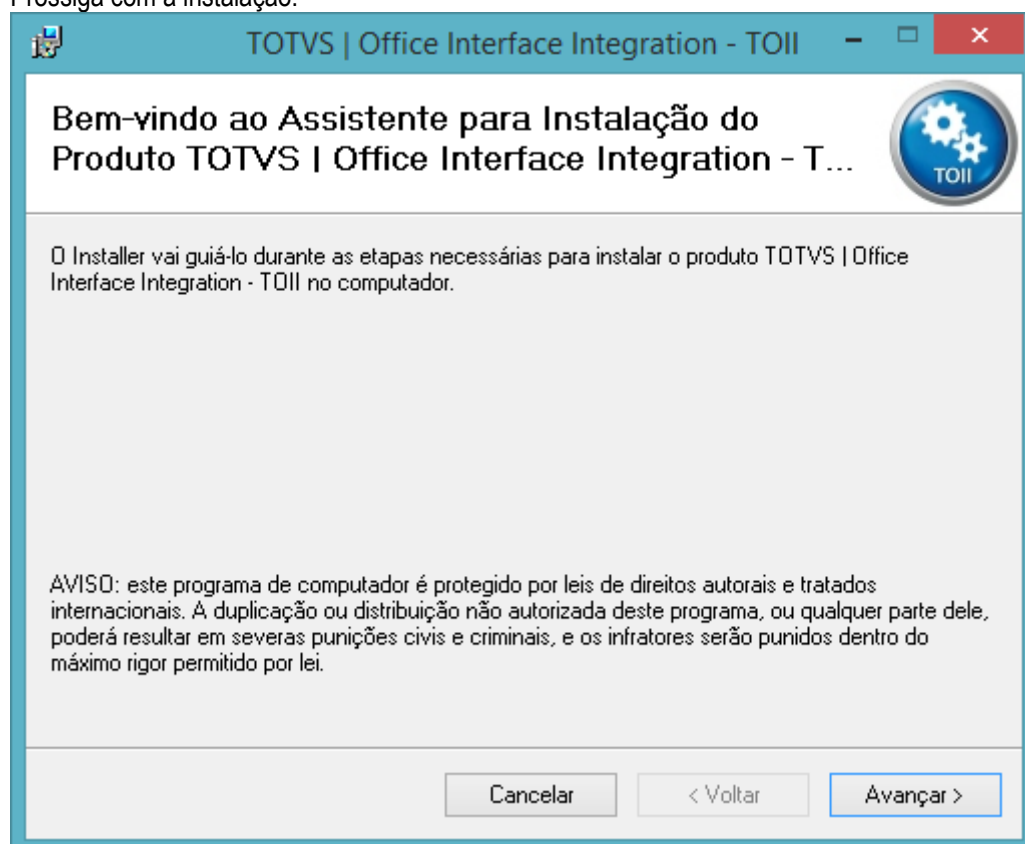 Prossiga com a instalação.
TOTVS | Office Interface Integration - TOII
Bem-vindo ao Assistente para Instalação do
Produto TOTVS | Office Interface Integration - T...
TOII
O Installer vai guiá-lo durante as etapas necessárias para instalar o produto TOTVS | Office
Interface Integration - TOII no computador.
AVISO: este programa de computador é protegido por leis de direitos autorais e tratados
internacionais. A duplicação ou distribuição não autorizada deste programa, ou qualquer parte dele,
poderá resultar em severas punições civis e criminais, e os infratores serão punidos dentro do
máximo rigor permitido por lei.
Cancelar
< Voltar
Avançar >